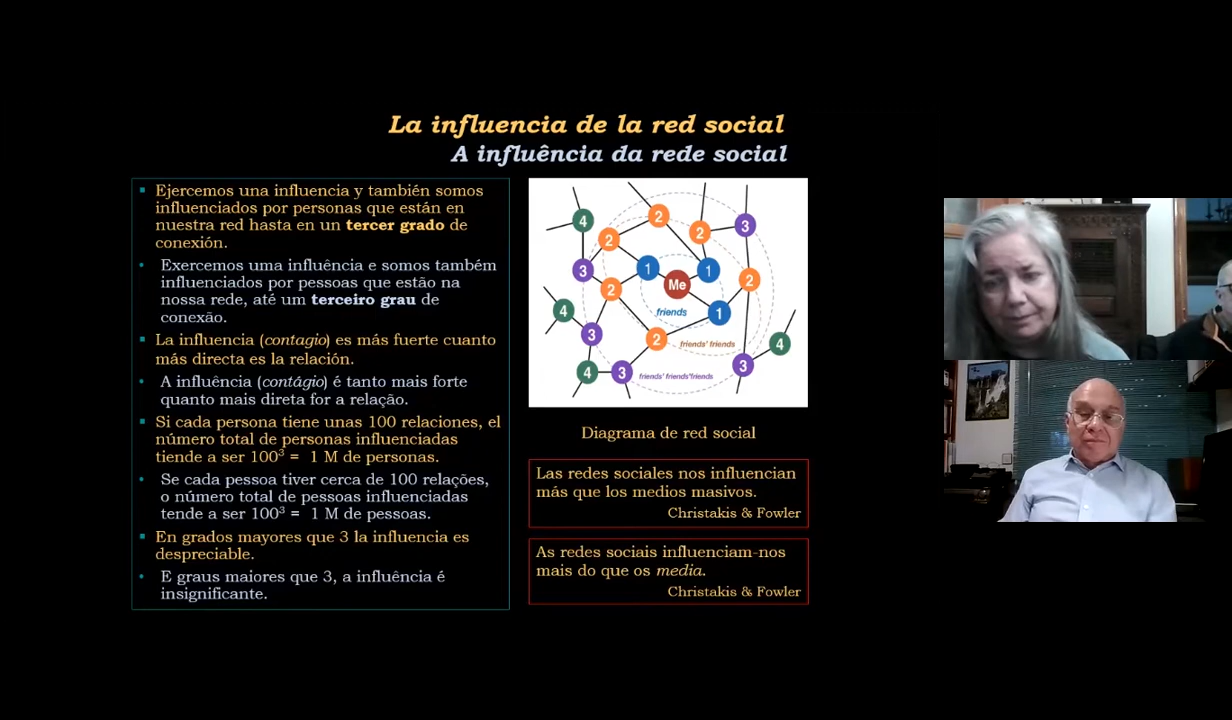 La influencia de la red social
A influência da rede social
▪ Ejercemos una influencia y también somos
influenciados por personas que están en
nuestra red hasta en un tercer grado de
conexión.
• Exercemos uma influência e somos também
influenciados por pessoas que estão na
nossa rede, até um terceiro grau de
conexão.
▪ La influencia (contagio) es más fuerte cuanto
más directa es la relación.
• A influência (contágio) é tanto mais forte
quanto mais direta for a relação.
▪ Si cada persona tiene unas 100 relaciones, el
número total de personas influenciadas
tiende a ser 100³ = 1 M de personas.
• Se cada pessoa tiver cerca de 100 relações,
o número total de pessoas influenciadas
tende a ser 100³ = 1 M de pessoas.
▪ En grados mayores que 3 la influencia es
despreciable.
• E graus maiores que 3, a influência é
insignificante.
2
4
2
3
2
1
1
3
Me
2
2
4
friends
1
3
2
friends' friends
4
3
4
3
friends' friends'friends
Diagrama de red social
Las redes sociales nos influencian
más que los medios masivos.
Christakis & Fowler
As redes sociais influenciam-nos
mais do que os media.
Christakis & Fowler